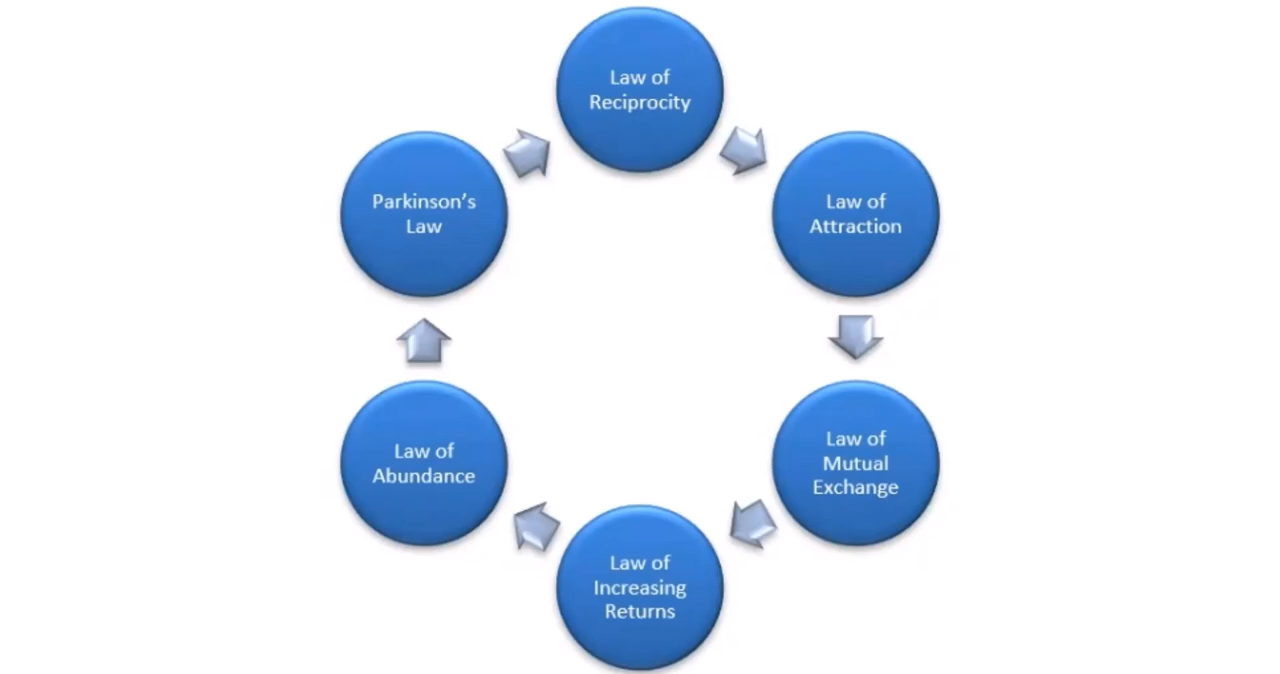 Law of
Reciprocity
Law of
Attraction
Law of
Mutual
Exchange
Law of
Increasing
Returns
Law of
Abundance
Parkinson’s
Law